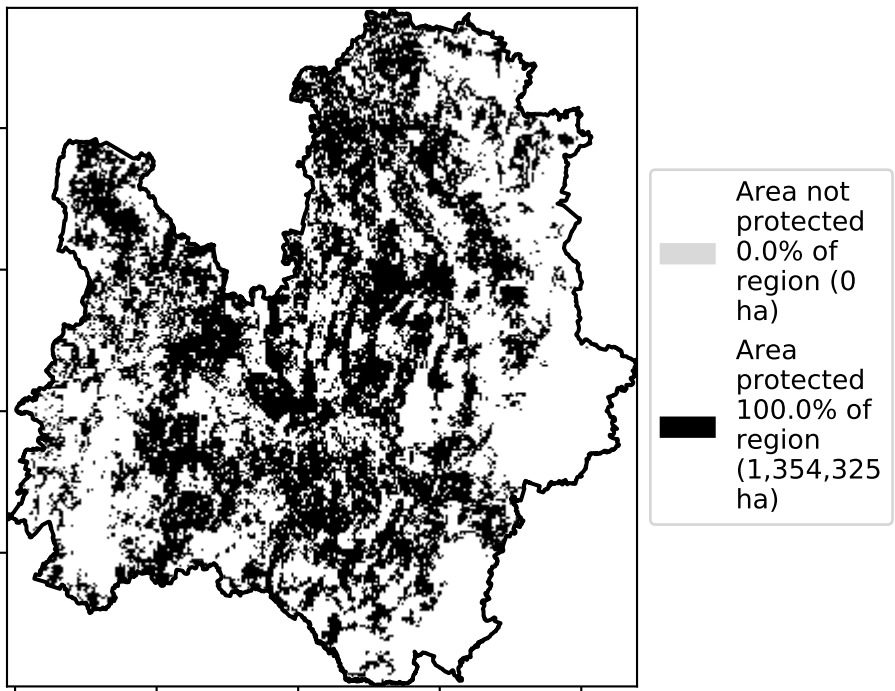 Area not
protected
0.0% of
region (0
ha)
Area
protected
100.0% of
region
(1,354,325
ha)